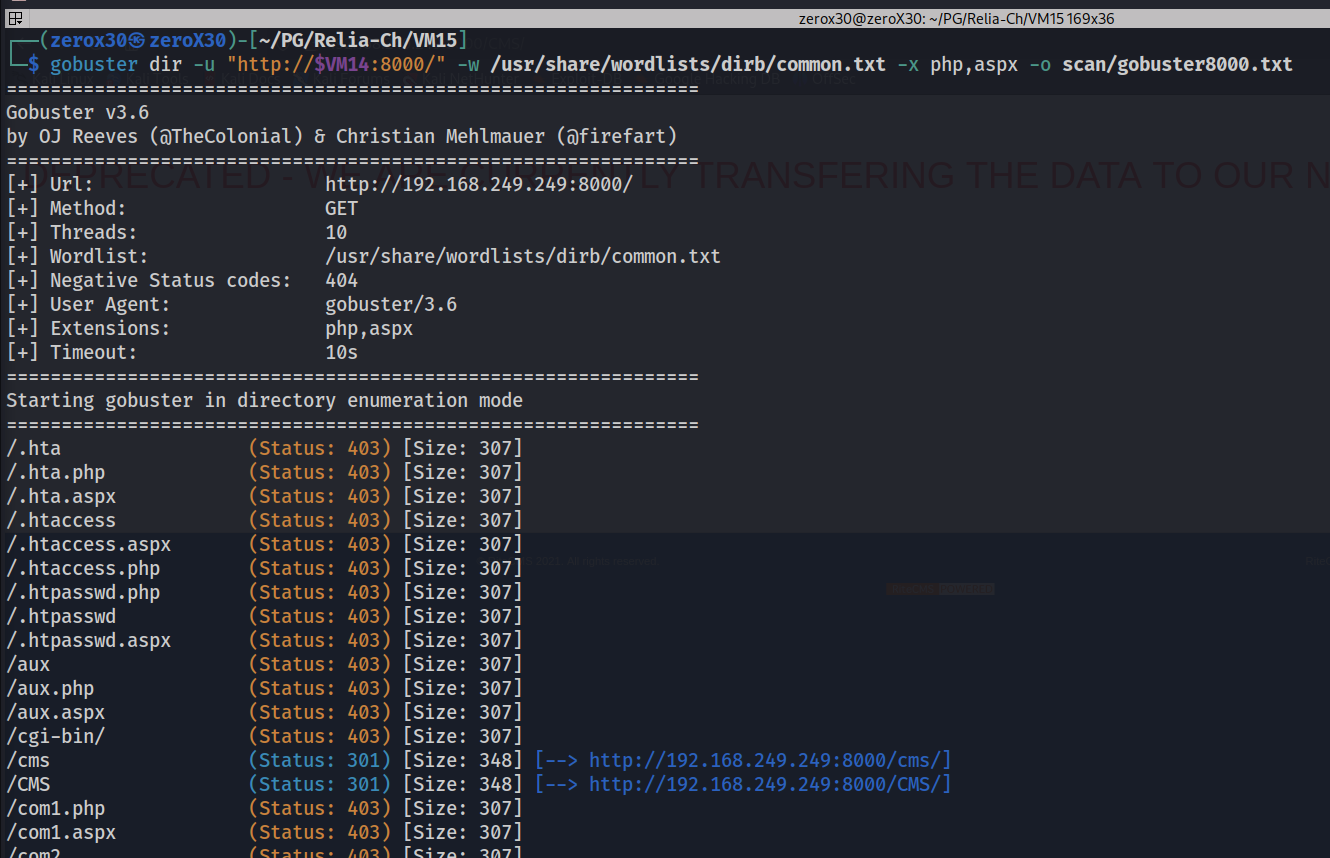 zerox30@zeroX30: ~/PG/Relia-Ch/VM15 169x36
┌──(zerox30㉿zeroX30)-[~/PG/Relia-Ch/VM15]
└─$ gobuster dir -u "http://$VM14:8000/" -w /usr/share/wordlists/dirb/common.txt -x php,aspx -o scan/gobuster8000.txt
===============================================================
Gobuster v3.6
by OJ Reeves (@TheColonial) & Christian Mehlmauer (@firefart)
===============================================================
DEPRECATED - WE ARE CURRENTLY TRANSFERING THE DATA TO OUR N
[+] Url:                     http://192.168.249.249:8000/
[+] Method:                  GET
[+] Threads:                 10
[+] Wordlist:                /usr/share/wordlists/dirb/common.txt
[+] Negative Status codes:   404
[+] User Agent:              gobuster/3.6
[+] Extensions:              php,aspx
[+] Timeout:                 10s
===============================================================
Starting gobuster in directory enumeration mode
===============================================================
/.hta                 (Status: 403) [Size: 307]
/.hta.php             (Status: 403) [Size: 307]
/.hta.aspx            (Status: 403) [Size: 307]
/.htaccess            (Status: 403) [Size: 307]
/.htaccess.aspx       (Status: 403) [Size: 307]
/.htaccess.php        (Status: 403) [Size: 307]
/.htpasswd.php        (Status: 403) [Size: 307]
/.htpasswd            (Status: 403) [Size: 307]
/.htpasswd.aspx       (Status: 403) [Size: 307]
/aux                  (Status: 403) [Size: 307]
/aux.php              (Status: 403) [Size: 307]
/aux.aspx             (Status: 403) [Size: 307]
/cgi-bin/             (Status: 403) [Size: 307]
/cms                  (Status: 301) [Size: 348] [--> http://192.168.249.249:8000/cms/]
/CMS                  (Status: 301) [Size: 348] [--> http://192.168.249.249:8000/CMS/]
/com1.php             (Status: 403) [Size: 307]
/com1.aspx            (Status: 403) [Size: 307]
/com2                 (Status: 403) [Size: 307]